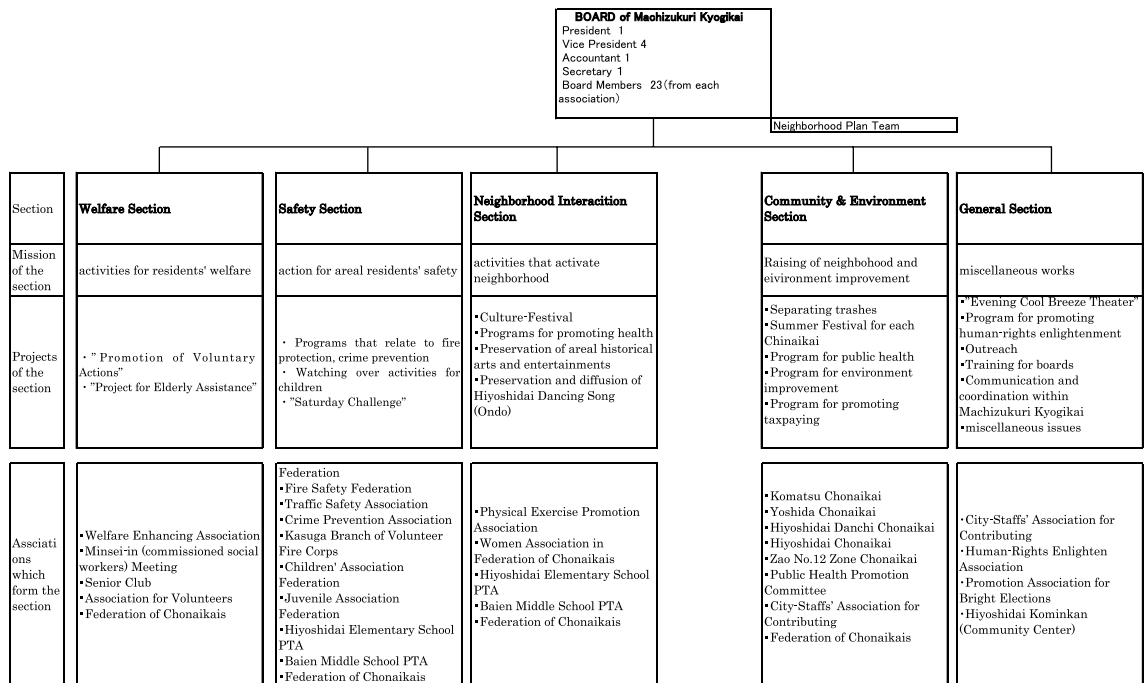 BOARD of Machizukuri Kyogikai
President 1
Vice President 4
Accountant 1
Secretary 1
Board Members 23(from each
association)
Neighborhood Plan Team
Section
Welfare Section
Safety Section
Neighborhood Interacition
Section
Community & Environment
Section
General Section
Mission
of the
section
activities for residents' welfare
action for areal residents' safety
activities that activate
neighborhood
Raising of neighbohood and
eivironment improvement
miscellaneous works
Projects
of the
section
・"Promotion of Voluntary
Actions"
・"Project for Elderly Assistance"
・ Programs that relate to fire
protection, crime prevention
・ Watching over activities for
children
・"Saturday Challenge"
▪Culture-Festival
▪Programs for promoting health
▪Preservation of areal historical
arts and entertainments
▪Preservation and diffusion of
Hiyoshidai Dancing Song
(Ondo)
▪Separating trashes
▪Summer Festival for each
Chinaikai
▪Program for public health
▪Program for environment
improvement
▪Program for promoting
taxpaying
▪"Evening Cool Breeze Theater"
▪Program for promoting
human-rights enlightenment
▪Outreach
▪Training for boards
▪Communication and
coordination within
Machizukuri Kyogikai
▪miscellaneous issues
Assciati
ons
which
form the
section
▪Welfare Enhancing Association
▪Minsei-in (commissioned social
workers) Meeting
▪Senior Club
▪Association for Volunteers
▪Federation of Chonaikais
Federation
▪Fire Safety Federation
▪Traffic Safety Association
▪Crime Prevention Association
▪Kasuga Branch of Volunteer
Fire Corps
▪Children' Association
Federation
▪Juvenile Association
Federation
▪Hiyoshidai Elementary School
PTA
▪Baien Middle School PTA
▪Federation of Chonaikais
▪Physical Exercise Promotion
Association
▪Women Association in
Federation of Chonaikais
▪Hiyoshidai Elementary School
PTA
▪Baien Middle School PTA
▪Federation of Chonaikais
▪Komatsu Chonaikai
▪Yoshida Chonaikai
▪Hiyoshidai Danchi Chonaikai
▪Hiyoshidai Chonaikai
▪Zao No.12 Zone Chonaikai
▪Public Health Promotion
Committee
▪City-Staffs' Association for
Contributing
▪Federation of Chonaikais
・City-Staffs' Association for
Contributing
・Human-Rights Enlighten
Association
・Promotion Association for
Bright Elections
・Hiyoshidai Kominkan
(Community Center)